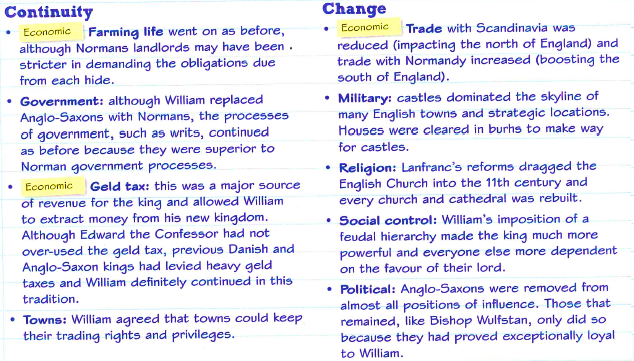 Continuity
• Economic Farming life went on as before,
although Normans landlords may have been .
stricter in demanding the obligations due
from each hide.
• Government: although William replaced
Anglo-Saxons with Normans, the processes
of government, such as writs, continued
as before because they were superior to
Norman government processes.
• Economic Geld tax: this was a major source
of revenue for the king and allowed William
to extract money from his new kingdom.
Although Edward the Confessor had not
over-used the geld tax, previous Danish and
Anglo-Saxon kings had levied heavy geld
taxes and William definitely continued in this
tradition.
• Towns: William agreed that towns could keep
their trading rights and privileges.
Change
• Economic Trade with Scandinavia was
reduced (impacting the north of England) and
trade with Normandy increased (boosting the
south of England).
• Military: castles dominated the skyline of
many English towns and strategic locations.
Houses were cleared in burhs to make way
for castles.
• Religion: Lanfranc's reforms dragged the
English Church into the 11th century and
every church and cathedral was rebuilt.
• Social control: William's imposition of a
feudal hierarchy made the king much more
powerful and everyone else more dependent
on the favour of their lord.
• Political: Anglo-Saxons were removed from
almost all positions of influence. Those that
remained, like Bishop Wulfstan, only did so
because they had proved exceptionally loyal
to William.